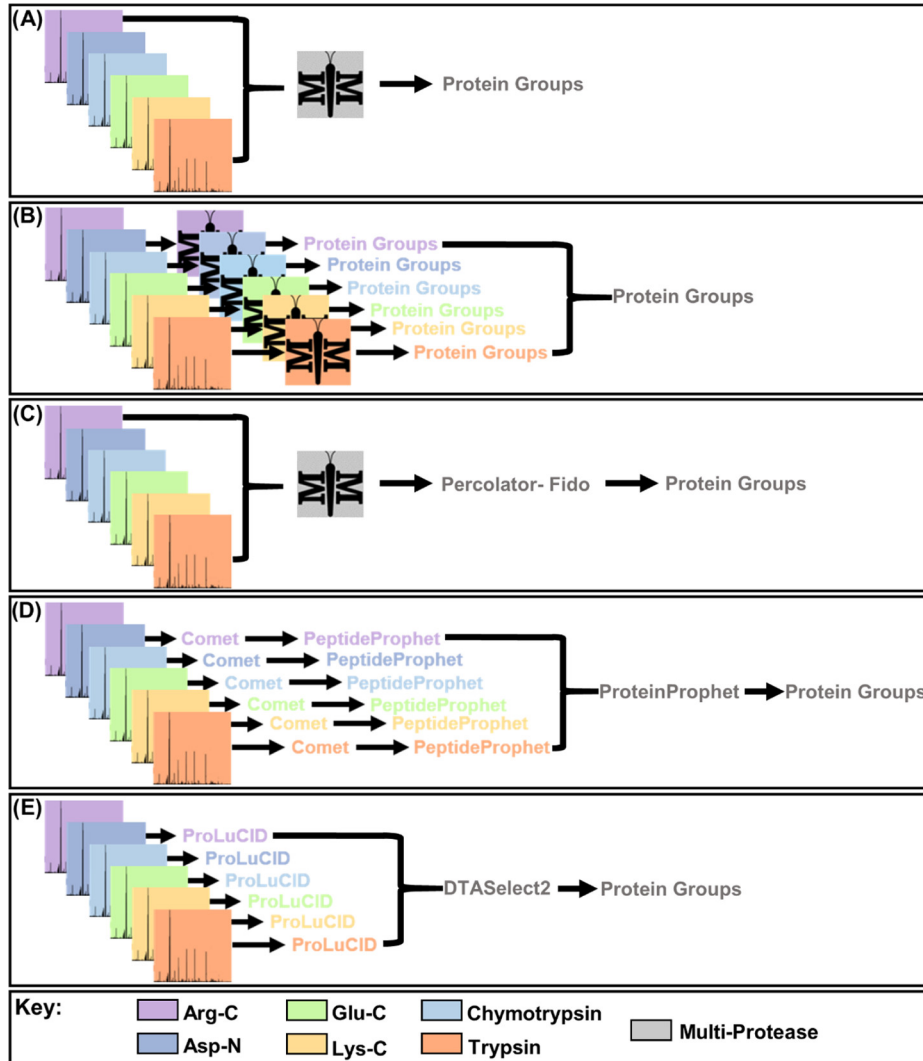 (A)
M M
Protein Groups
(B)
M
M
M
M
M
M M
Protein Groups
Protein Groups
Protein Groups
Protein Groups
Protein Groups
Protein Groups
Protein Groups
(C)
M M
Percolator- Fido
Protein Groups
(D)
Comet PeptideProphet
Comet PeptideProphet
Comet PeptideProphet
Comet PeptideProphet
Comet PeptideProphet
Comet PeptideProphet
ProteinProphet
Protein Groups
(E)
ProLuCID
ProLuCID
ProLuCID
ProLuCID
ProLuCID
ProLuCID
DTASelect2
Protein Groups
Key:
Arg-C
Glu-C
Chymotrypsin
Multi-Protease
Asp-N
Lys-C
Trypsin